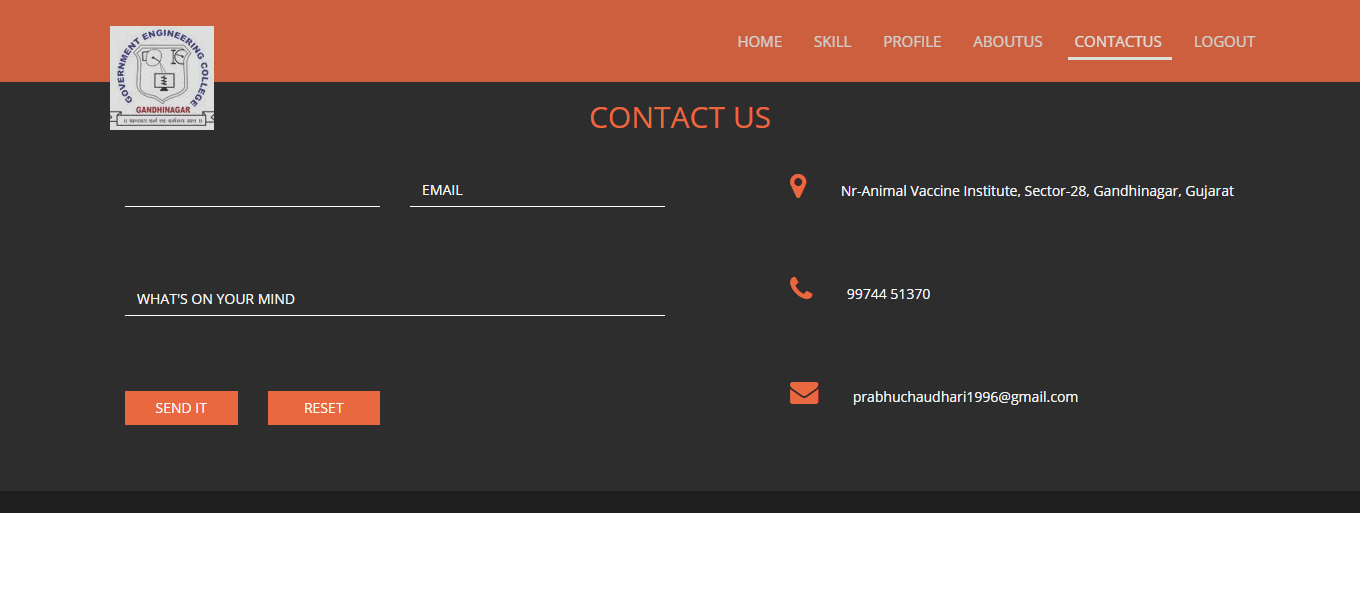 GOVERNMENT ENGINEERING COLLEGE
GANDHINAGAR
HOME
SKILL
PROFILE
ABOUTUS
CONTACTUS
LOGOUT
CONTACT US
EMAIL
Nr-Animal Vaccine Institute, Sector-28, Gandhinagar, Gujarat
WHAT'S ON YOUR MIND
99744 51370
SEND IT
RESET
prabhuchaudhari1996@gmail.com